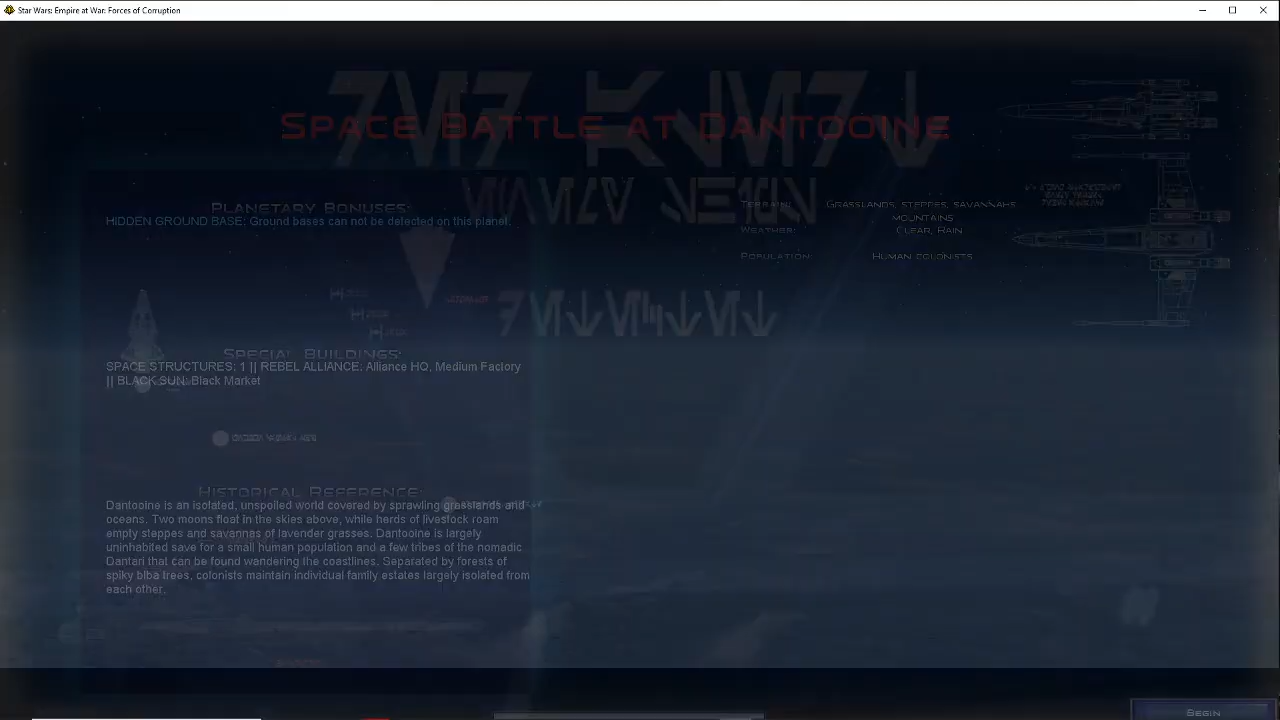 Star Wars: Empire at War: Forces of Corruption
Space Battle at Dantooine
Planetary Bonuses:
HIDDEN GROUND BASE: Ground bases can not be detected on this planet.
Terrain: Grasslands, steppes, savannahs
mountains
Weather: Clear, Rain
Population: Human colonists
Special Buildings:
SPACE STRUCTURES: 1 || REBEL ALLIANCE: Alliance HQ, Medium Factory
|| BLACK SUN: Black Market
Historical Reference:
Dantooine is an isolated, unspoiled world covered by sprawling grasslands and
oceans. Two moons float in the skies above, while herds of livestock roam
empty steppes and savannas of lavender grasses. Dantooine is largely
uninhabited save for a small human population and a few tribes of the nomadic
Dantari that can be found wandering the coastlines. Separated by forests of
spiky biba trees, colonists maintain individual family estates largely isolated from
each other.
Begin